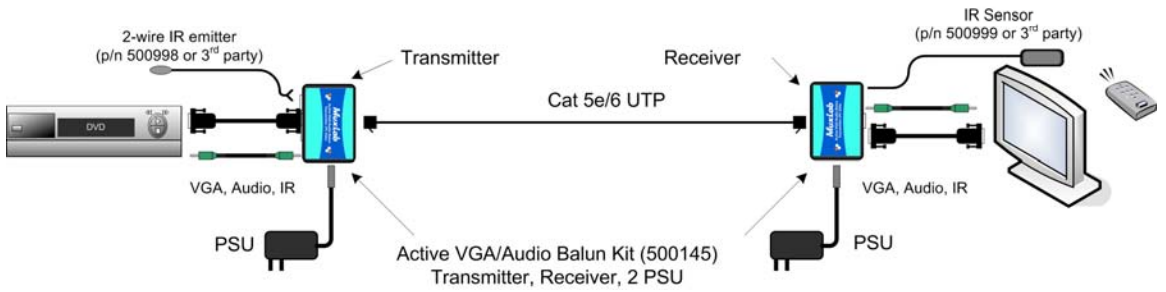 2-wire IR emitter
(p/n 500998 or 3rd party)
Transmitter
Receiver
IR Sensor
(p/n 500999 or 3rd party)
Cat 5e/6 UTP
DVD
MuxLab
MuxLab
VGA, Audio, IR
VGA, Audio, IR
PSU
PSU
Active VGA/Audio Balun Kit (500145)
Transmitter, Receiver, 2 PSU